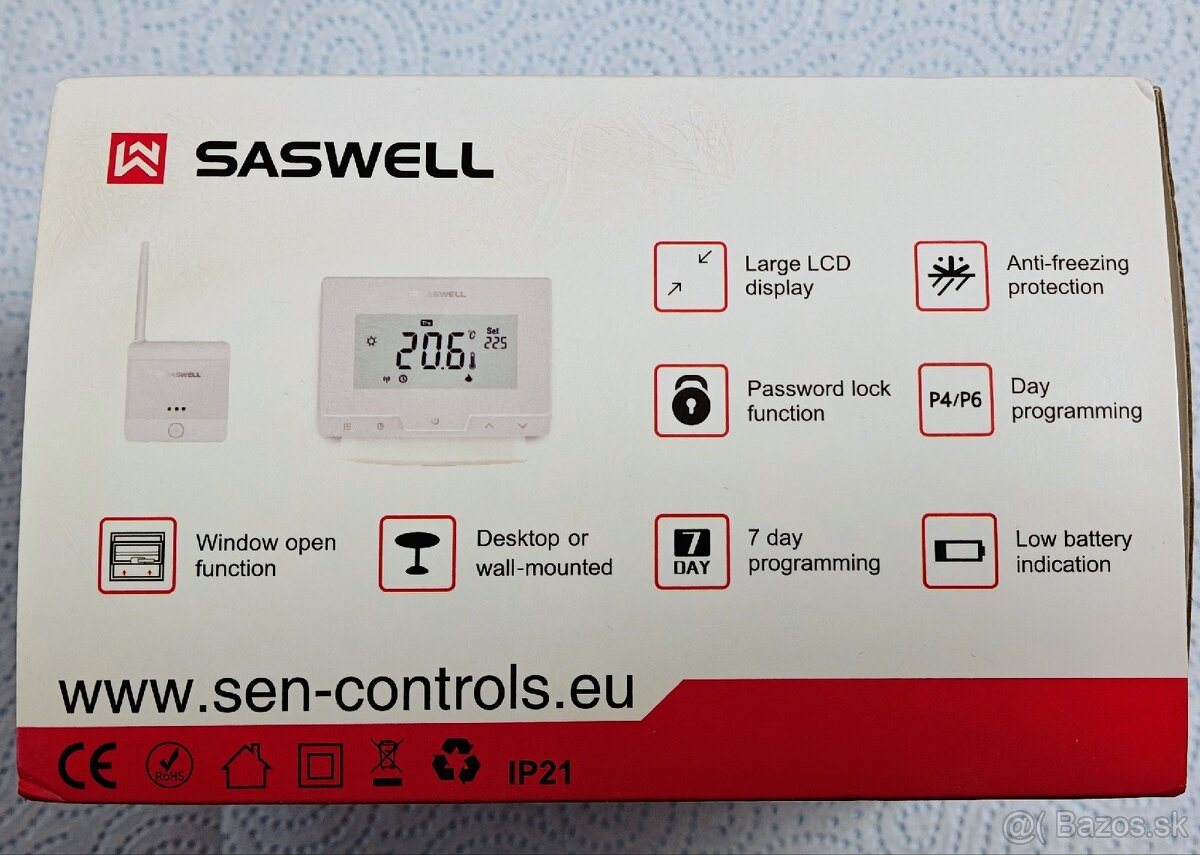 SASWELL
Large LCD
display
Anti-freezing
protection
SASWELL
20.6 °C
Set
22.5
SASWELL
Password lock
function
P4/P6
Day
programming
Window open
function
Desktop or
wall-mounted
7
DAY
7 day
programming
Low battery
indication
www.sen-controls.eu
CE
RoHS
IP21
@( Bazos.sk